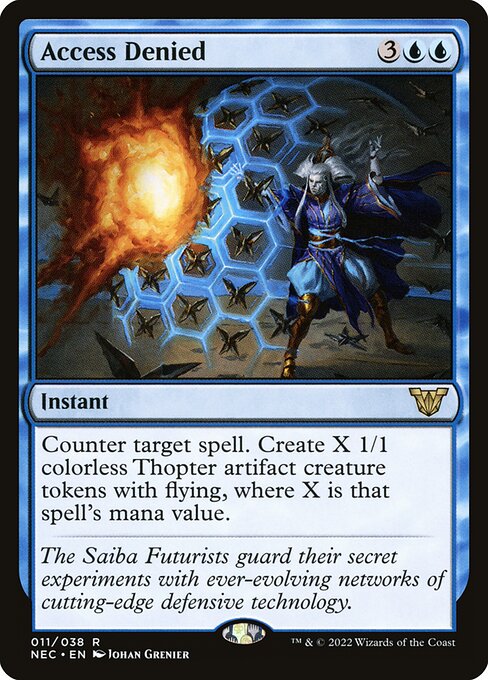 Access Denied 3
Instant
Counter target spell. Create X 1/1
colorless Thopter artifact creature
tokens with flying, where X is that
spell's mana value.
The Saiba Futurists guard their secret
experiments with ever-evolving networks of
cutting-edge defensive technology.
011/038 R
NEC • EN Johan Grenier
™ & © 2022 Wizards of the Coast